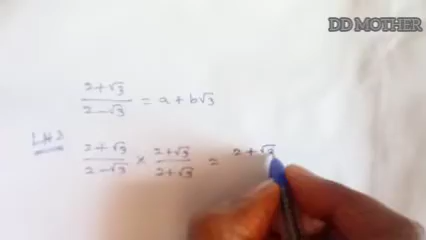 DD MOTHER
2+√3 / 2-√3 = a + b√3
LHS
2+√3 / 2-√3 × 2+√3 / 2+√3 = 2+√3